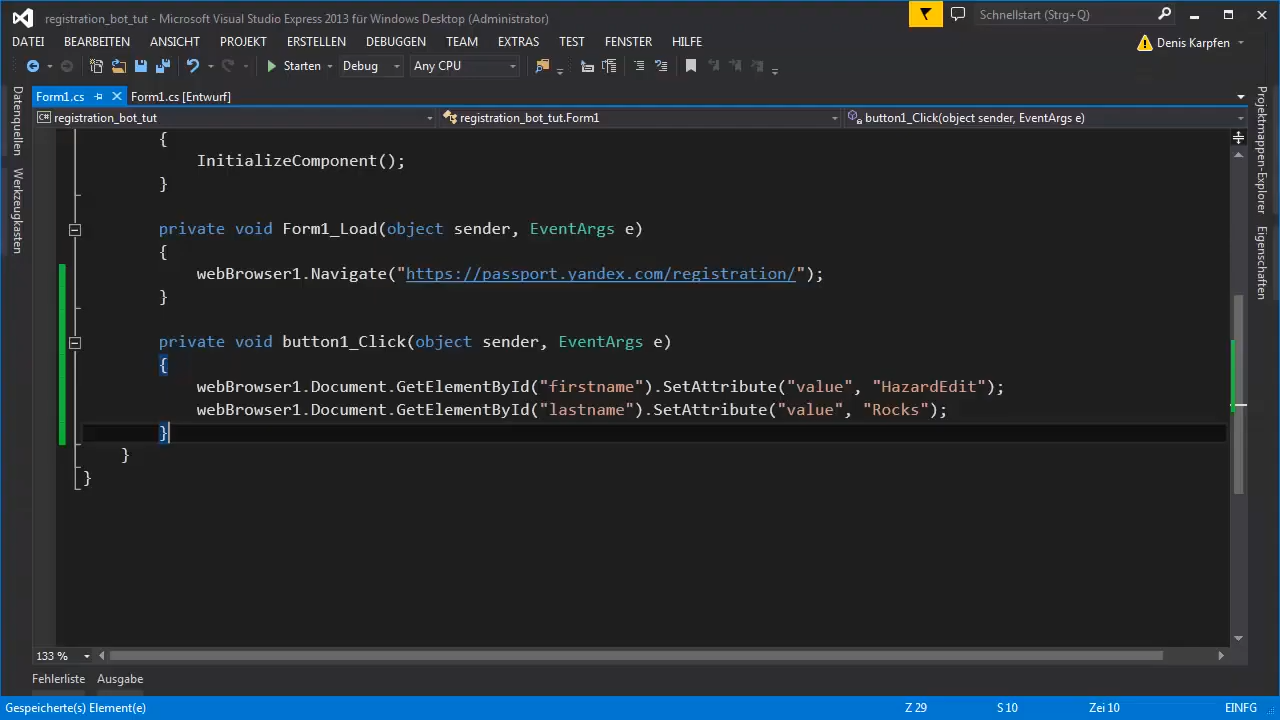 registration_bot_tut - Microsoft Visual Studio Express 2013 für Windows Desktop (Administrator)
Schnellstart (Strg+Q)
DATEI BEARBEITEN ANSICHT PROJEKT ERSTELLEN DEBUGGEN TEAM EXTRAS TEST FENSTER HILFE
Denis Karpfen
Starten Debug Any CPU
Form1.cs Form1.cs [Entwurf]
registration_bot_tut registration_bot_tut.Form1 button1_Click(object sender, EventArgs e)
Datenquellen
Werkzeugkasten
Projektmappen-Explorer
Eigenschaften
{
InitializeComponent();
}
private void Form1_Load(object sender, EventArgs e)
{
webBrowser1.Navigate("https://passport.yandex.com/registration/");
}
private void button1_Click(object sender, EventArgs e)
{
webBrowser1.Document.GetElementById("firstname").SetAttribute("value", "HazardEdit");
webBrowser1.Document.GetElementById("lastname").SetAttribute("value", "Rocks");
}
}
}
133 %
Fehlerliste Ausgabe
Gespeicherte(s) Element(e) Z 29 S 10 Zei 10 EINFG